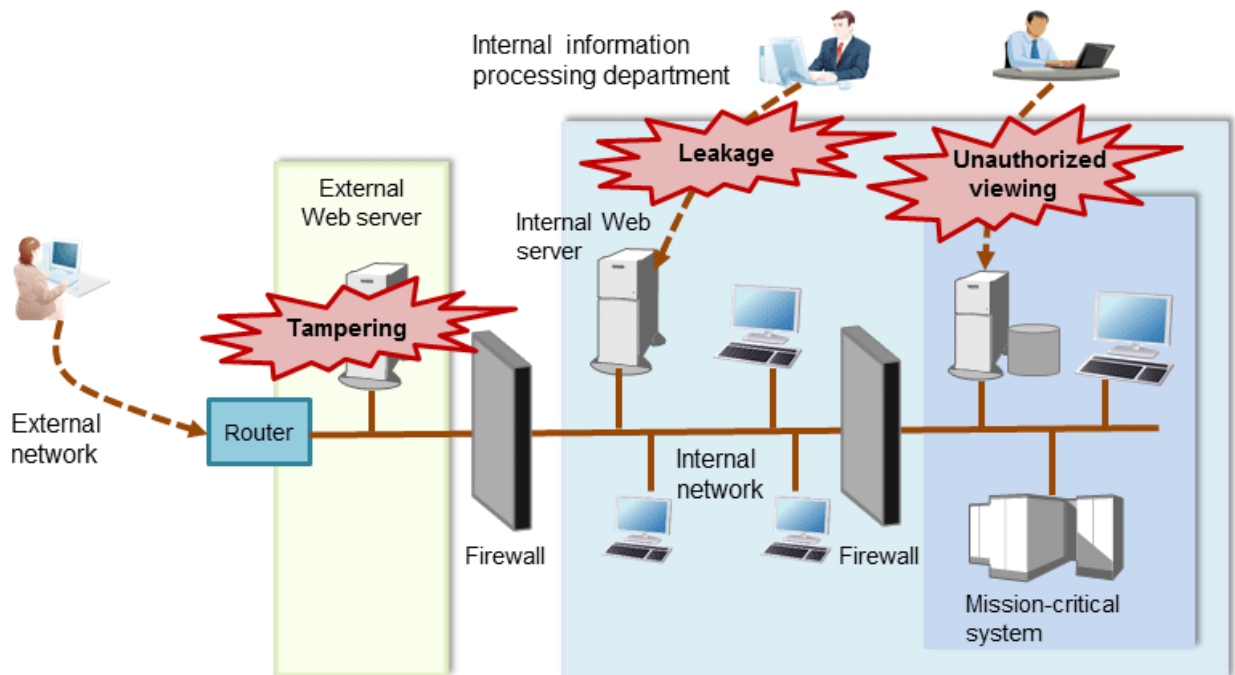 Internal information
processing department
Leakage
Unauthorized
viewing
External
Web server
Internal Web
server
Tampering
External
network
Router
Internal
network
Firewall
Firewall
Mission-critical
system